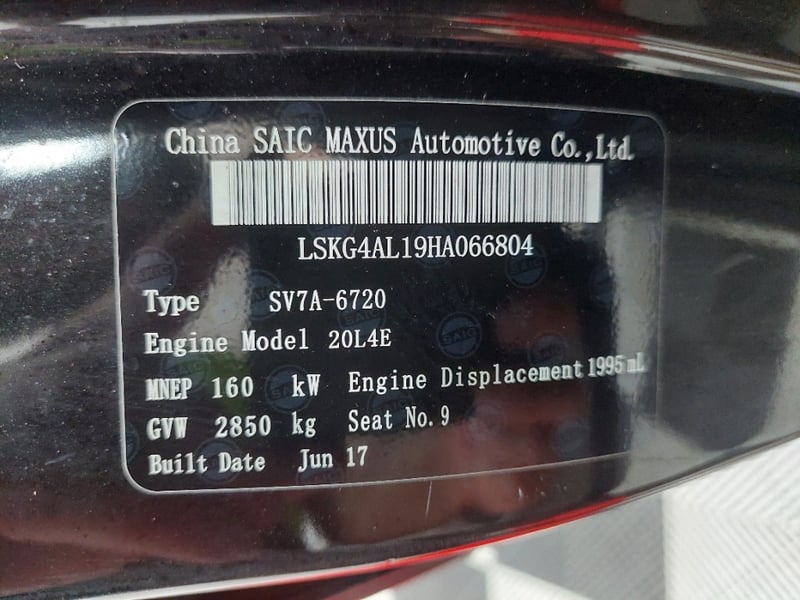 China SAIC MAXUS Automotive Co.,Ltd.
LSKG4AL19HA066804
Type SV7A-6720
Engine Model 20L4E
MNEP 160 kW Engine Displacement 1995 mL
GVW 2850 kg Seat No. 9
Built Date Jun 17